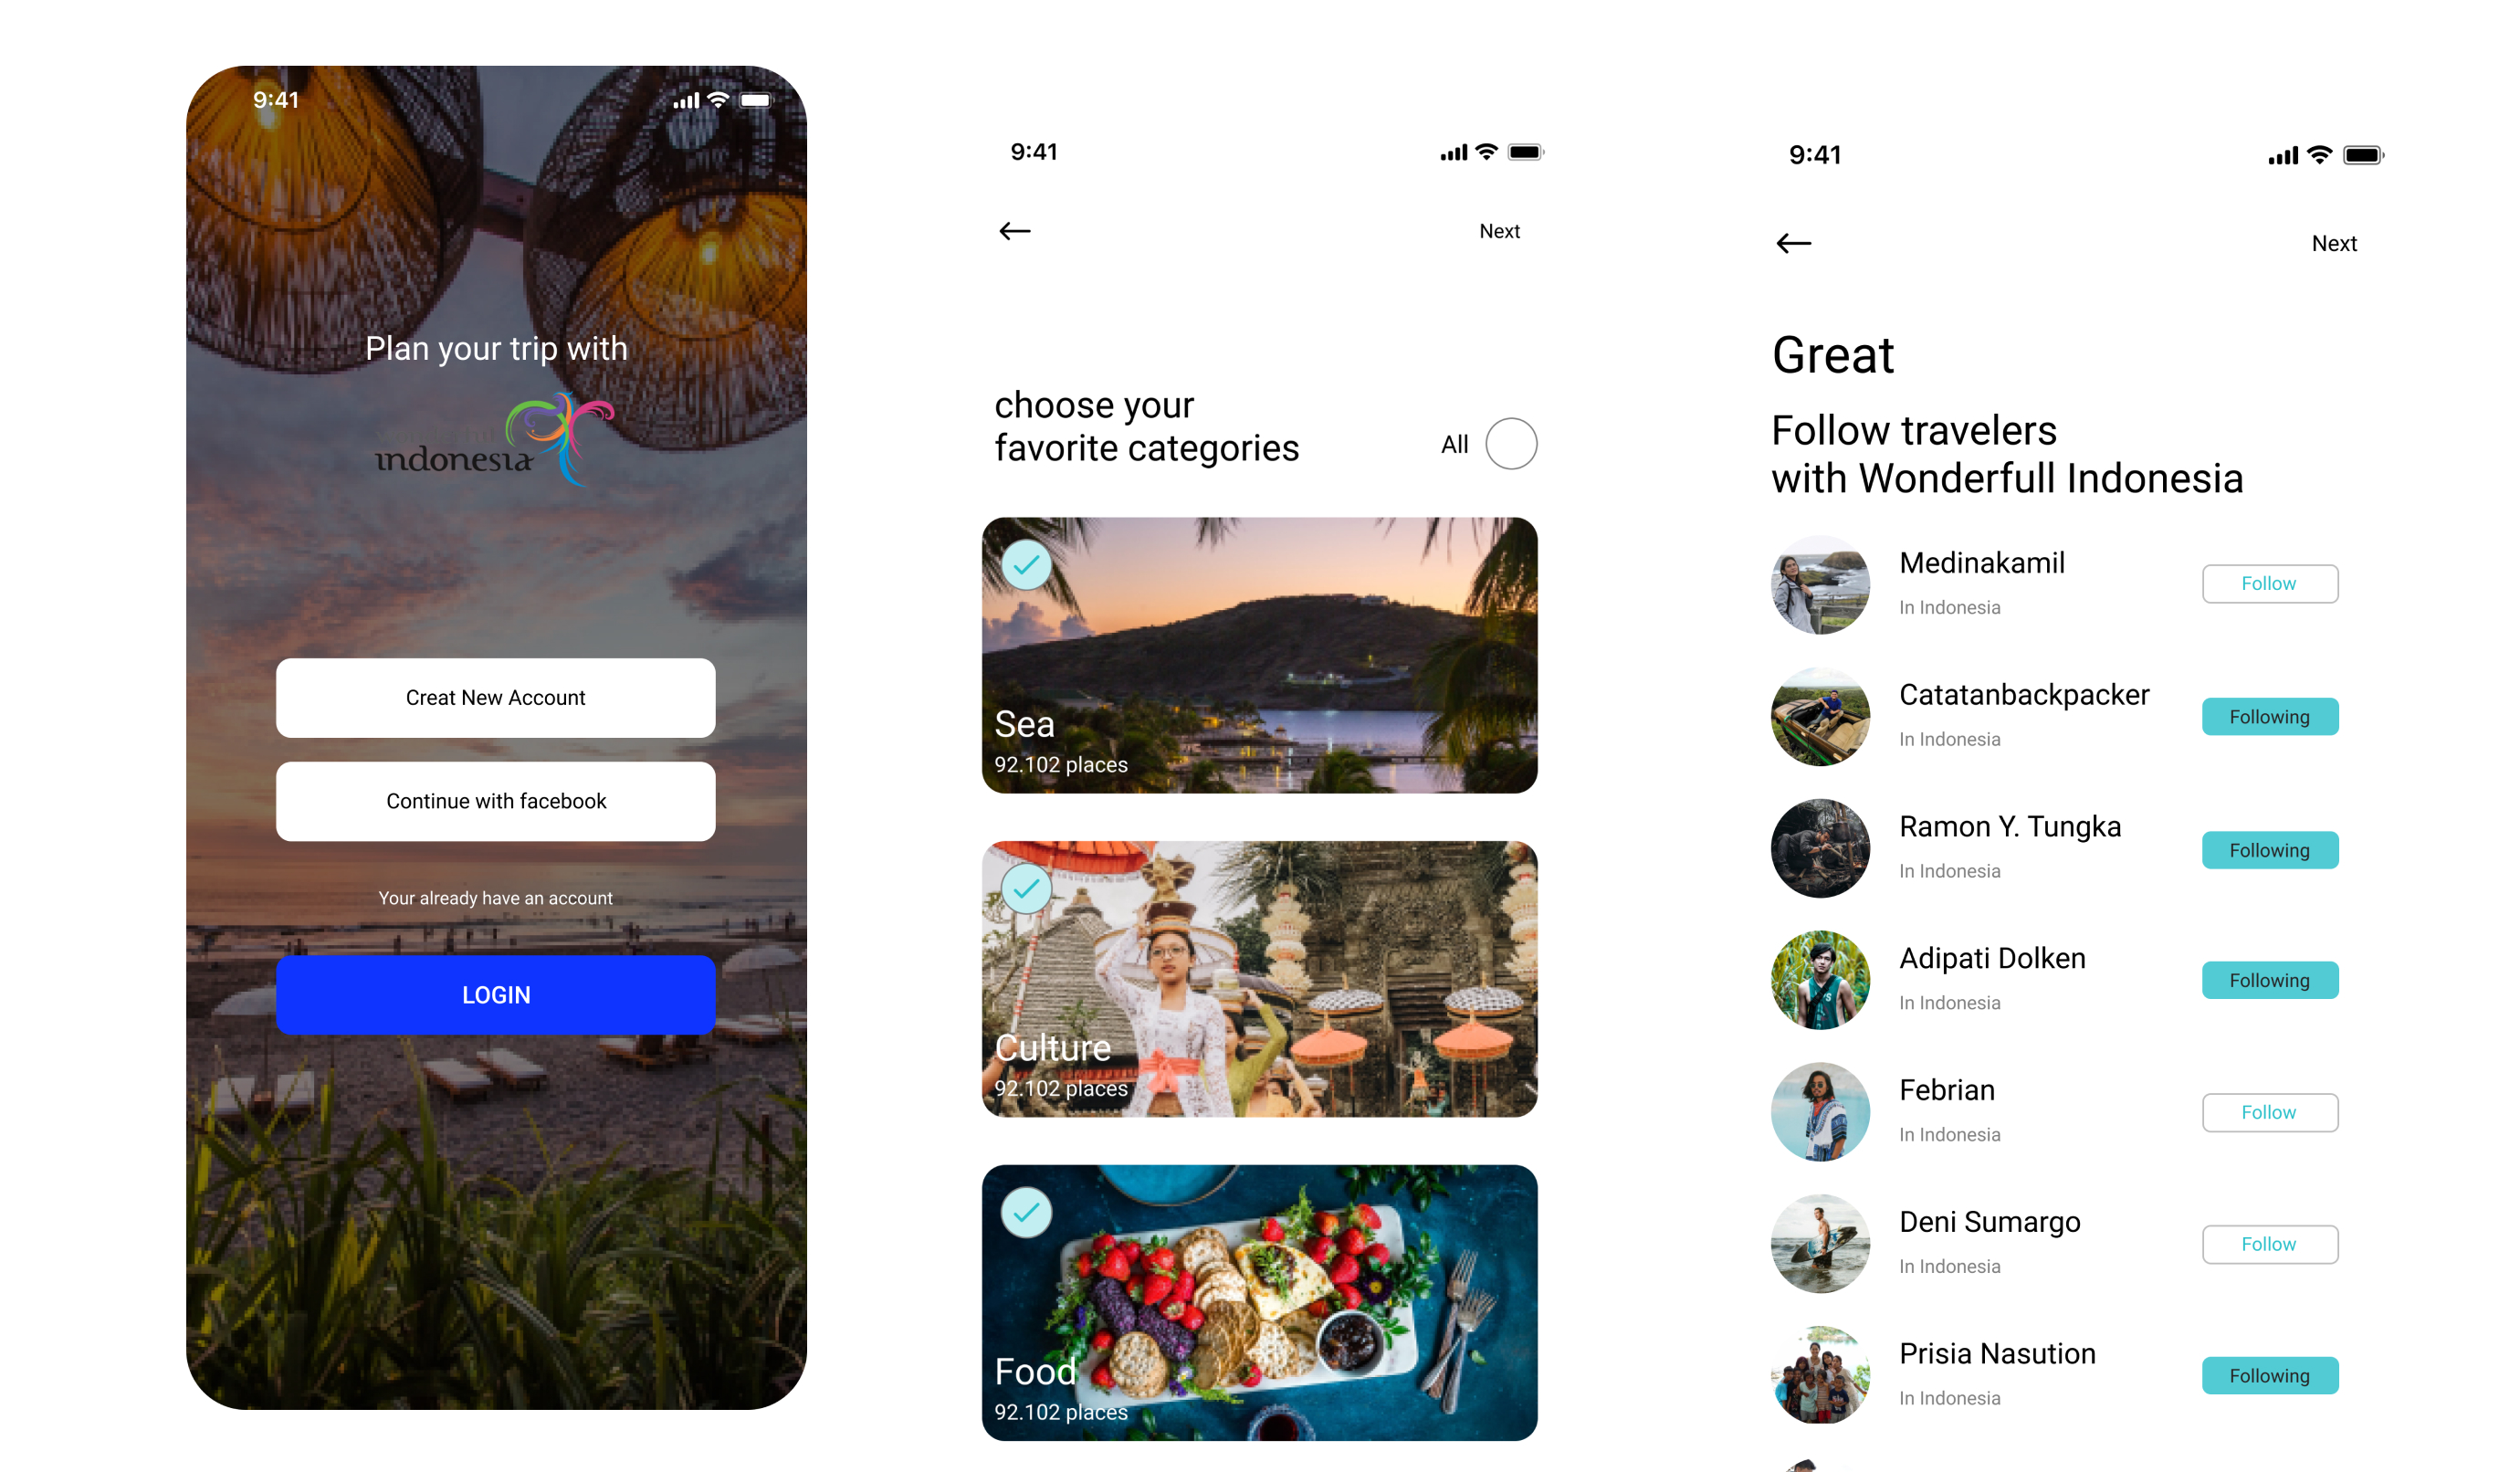 9:41
Plan your trip with
indonesia
Creat New Account
Continue with facebook
Your already have an account
LOGIN
9:41
Next
choose your
favorite categories
All
Sea
92.102 places
Culture
92.102 places
Food
92.102 places
9:41
Next
Great
Follow travelers
with Wonderfull Indonesia
Medinakamil
In Indonesia
Follow
Catatanbackpacker
In Indonesia
Following
Ramon Y. Tungka
In Indonesia
Following
Adipati Dolken
In Indonesia
Following
Febrian
In Indonesia
Follow
Deni Sumargo
In Indonesia
Follow
Prisia Nasution
In Indonesia
Following